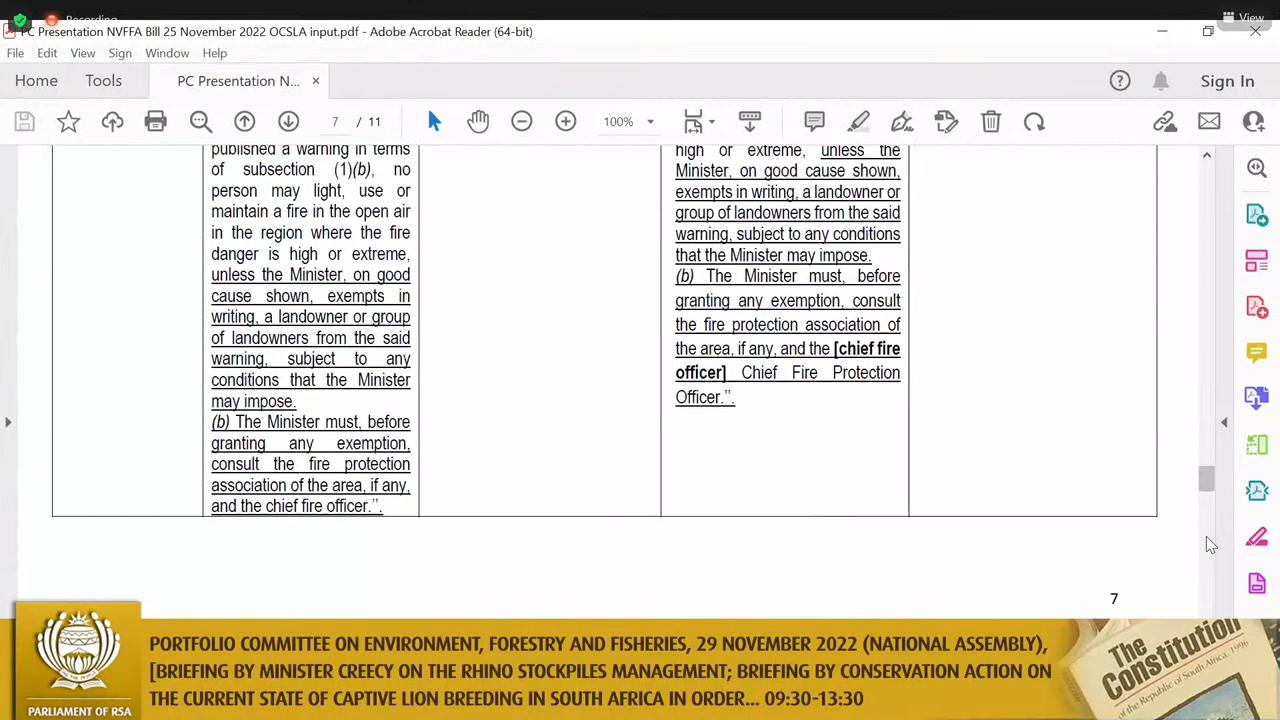 Recording
View
PC Presentation NVFFA Bill 25 November 2022 OCSLA input.pdf - Adobe Acrobat Reader (64-bit)
File Edit View Sign Window Help
Home Tools PC Presentation N... × Sign In
7 / 11 100%
published a warning in terms
of subsection (1)(b), no
person may light, use or
maintain a fire in the open air
in the region where the fire
danger is high or extreme,
unless the Minister, on good
cause shown, exempts in
writing, a landowner or group
of landowners from the said
warning, subject to any
conditions that the Minister
may impose.
(b) The Minister must, before
granting any exemption,
consult the fire protection
association of the area, if any,
and the chief fire officer.”.
high or extreme, unless the
Minister, on good cause shown,
exempts in writing, a landowner or
group of landowners from the said
warning, subject to any conditions
that the Minister may impose.
(b) The Minister must, before
granting any exemption, consult
the fire protection association of
the area, if any, and the [chief fire
officer] Chief Fire Protection
Officer.”.
7
PORTFOLIO COMMITTEE ON ENVIRONMENT, FORESTRY AND FISHERIES, 29 NOVEMBER 2022 (NATIONAL ASSEMBLY),
[BRIEFING BY MINISTER CREECY ON THE RHINO STOCKPILES MANAGEMENT; BRIEFING BY CONSERVATION ACTION ON
THE CURRENT STATE OF CAPTIVE LION BREEDING IN SOUTH AFRICA IN ORDER... 09:30-13:30
PARLIAMENT OF RSA
The
Constitution
of the Republic of South Africa, 1996